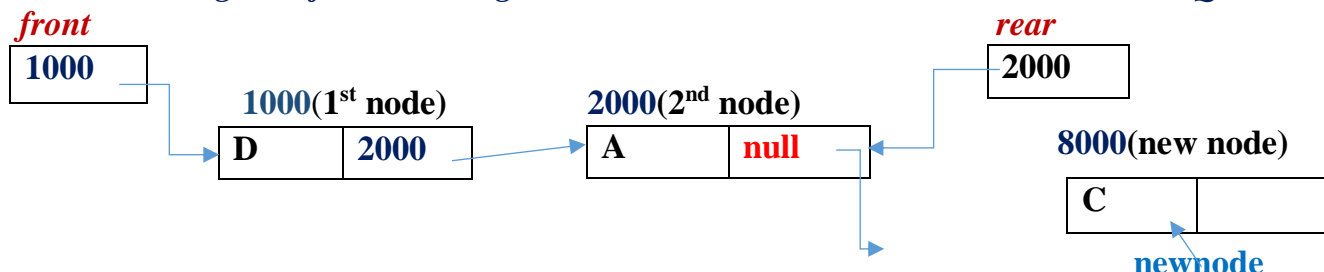 front
rear
1000
2000
1000(1st node)
2000(2nd node)
D 2000
A null
8000(new node)
C
newnode